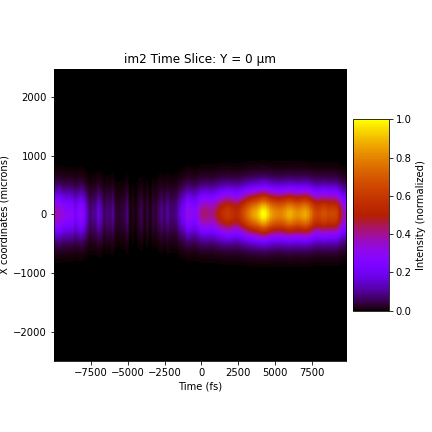 im2 Time Slice: Y = 0 µm
X coordinates (microns)
2000
1000
0
−1000
−2000
−7500 −5000 −2500 0 2500 5000 7500
Time (fs)
1.0
0.8
0.6
0.4
0.2
0.0
Intensity (normalized)